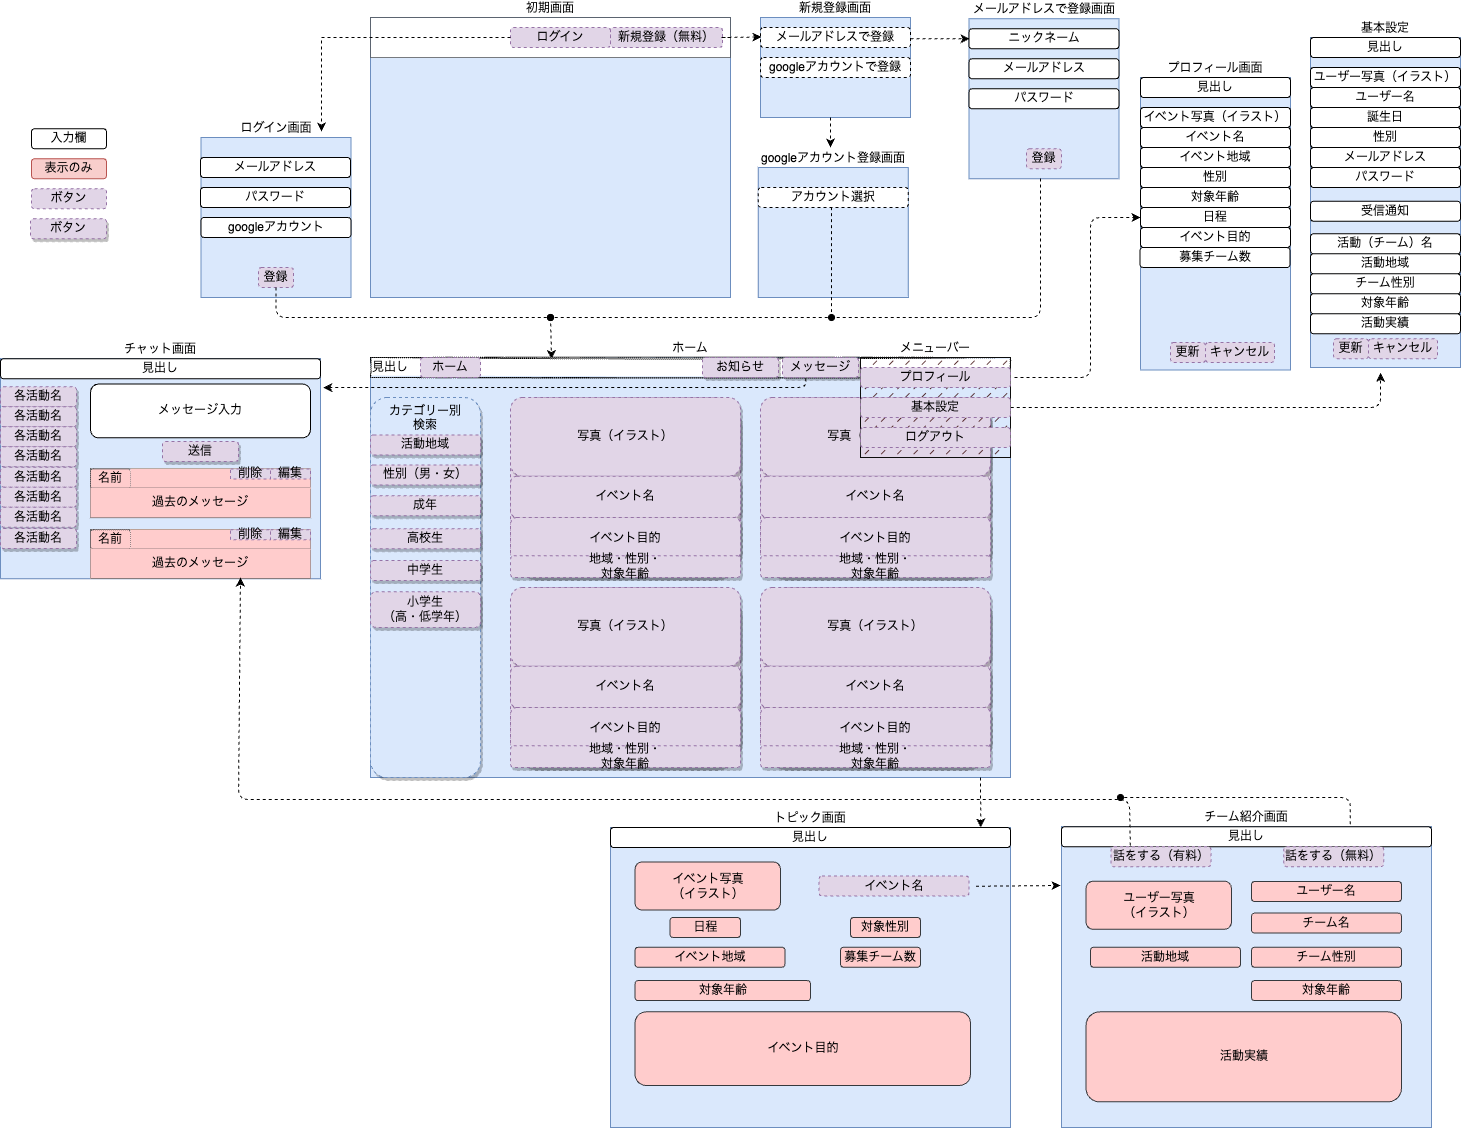 初期画面
ログイン
新規登録（無料）
新規登録画面
メールアドレスで登録
googleアカウントで登録
メールアドレスで登録画面
ニックネーム
メールアドレス
パスワード
登録
プロフィール画面
見出し
イベント写真（イラスト）
イベント名
イベント地域
性別
対象年齢
日程
イベント目的
募集チーム数
更新
キャンセル
基本設定
見出し
ユーザー写真（イラスト）
ユーザー名
誕生日
性別
メールアドレス
パスワード
受信通知
活動（チーム）名
活動地域
チーム性別
対象年齢
活動実績
更新
キャンセル
入力欄
表示のみ
ボタン
ボタン
ログイン画面
メールアドレス
パスワード
googleアカウント
登録
googleアカウント登録画面
アカウント選択
チャット画面
見出し
各活動名
各活動名
各活動名
各活動名
各活動名
各活動名
各活動名
各活動名
メッセージ入力
送信
名前
削除
編集
過去のメッセージ
名前
削除
編集
過去のメッセージ
ホーム
見出し
ホーム
お知らせ
メッセージ
メニューバー
プロフィール
基本設定
ログアウト
カテゴリー別
検索
活動地域
性別（男・女）
成年
高校生
中学生
小学生
（高・低学年）
写真（イラスト）
イベント名
イベント目的
地域・性別・
対象年齢
写真
イベント名
イベント目的
地域・性別・
対象年齢
写真（イラスト）
イベント名
イベント目的
地域・性別・
対象年齢
写真（イラスト）
イベント名
イベント目的
地域・性別・
対象年齢
トピック画面
見出し
イベント写真
（イラスト）
イベント名
日程
対象性別
イベント地域
募集チーム数
対象年齢
イベント目的
チーム紹介画面
見出し
話をする（有料）
話をする（無料）
ユーザー写真
（イラスト）
ユーザー名
チーム名
活動地域
チーム性別
対象年齢
活動実績